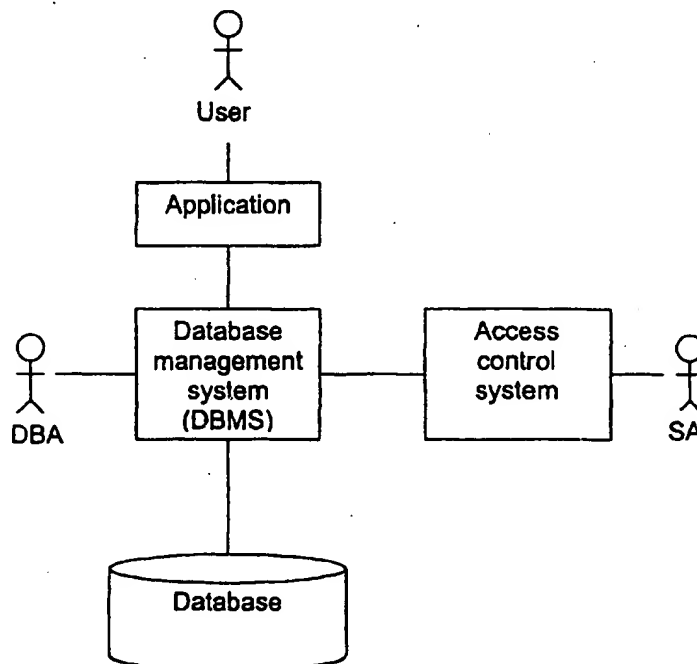 User
Application
Database
management
system
(DBMS)
Access
control
system
DBA
SA
Database